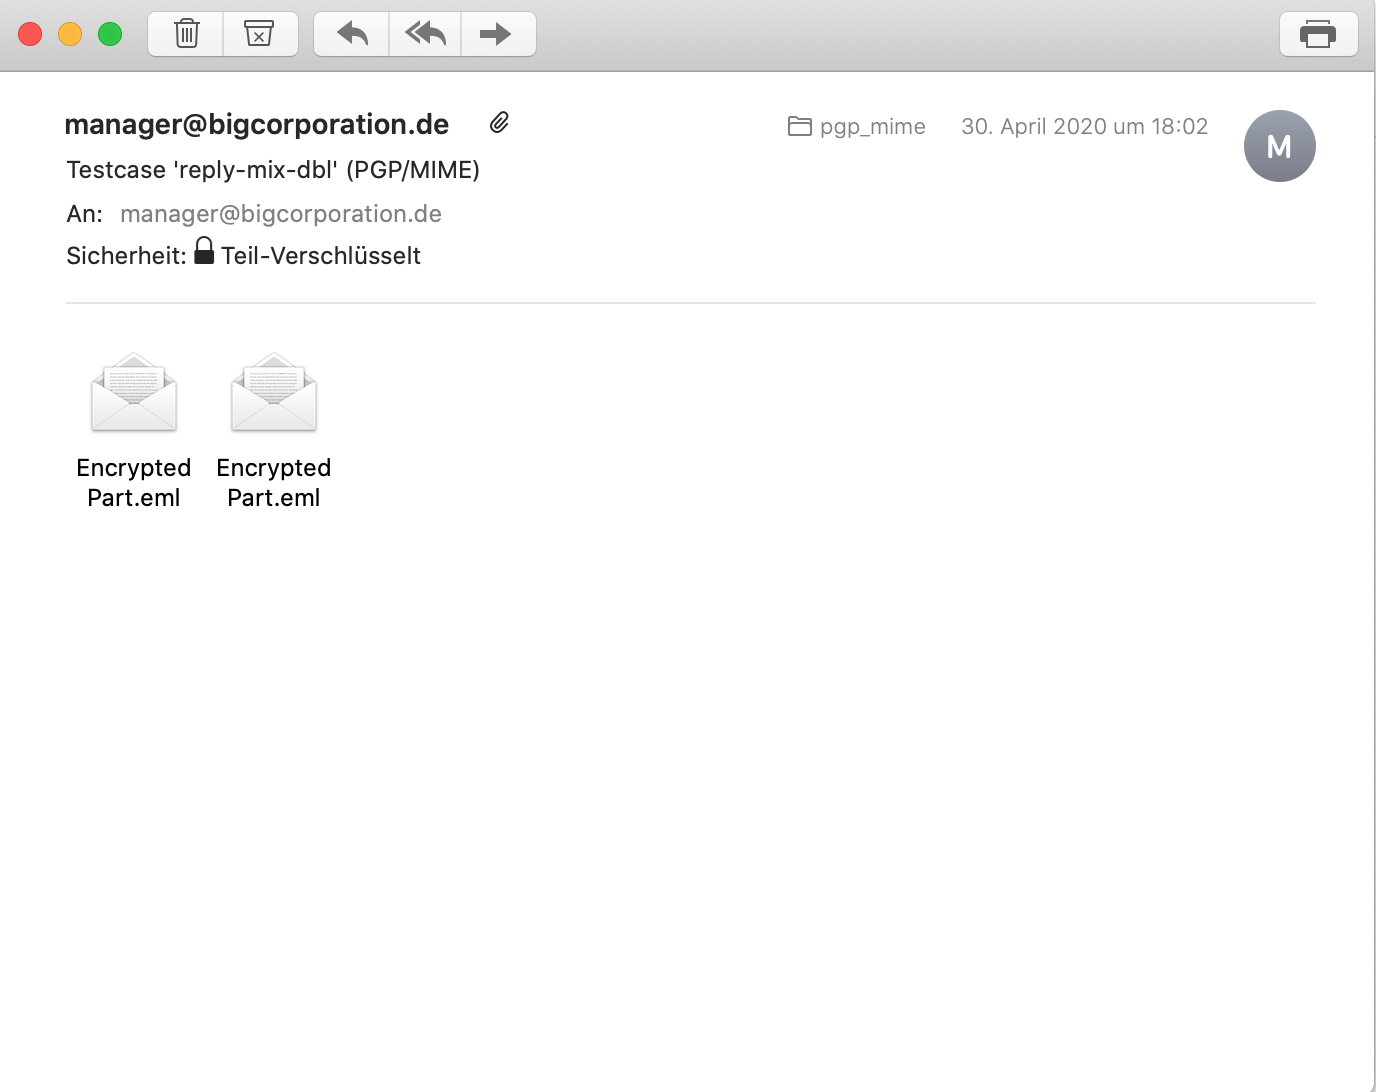 manager@bigcorporation.de
pgp_mime
30. April 2020 um 18:02
M
Testcase 'reply-mix-dbl' (PGP/MIME)
An: manager@bigcorporation.de
Sicherheit: Teil-Verschlüsselt
Encrypted Part.eml
Encrypted Part.eml